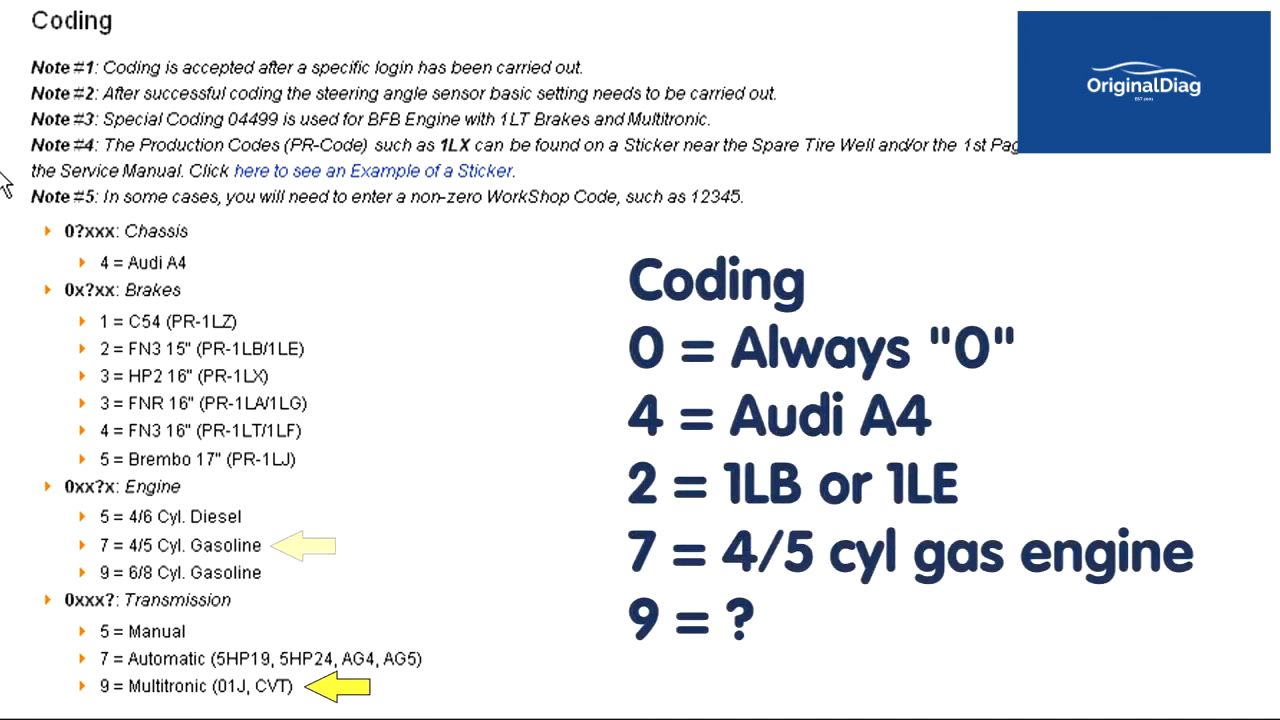 Coding
Note #1: Coding is accepted after a specific login has been carried out.
Note #2: After successful coding the steering angle sensor basic setting needs to be carried out.
Note #3: Special Coding 04499 is used for BFB Engine with 1LT Brakes and Multitronic.
Note #4: The Production Codes (PR-Code) such as 1LX can be found on a Sticker near the Spare Tire Well and/or the 1st Pag
the Service Manual. Click here to see an Example of a Sticker.
Note #5: In some cases, you will need to enter a non-zero WorkShop Code, such as 12345.
0?xxx: Chassis
4 = Audi A4
0x?xx: Brakes
1 = C54 (PR-1LZ)
2 = FN3 15" (PR-1LB/1LE)
3 = HP2 16" (PR-1LX)
3 = FNR 16" (PR-1LA/1LG)
4 = FN3 16" (PR-1LT/1LF)
5 = Brembo 17" (PR-1LJ)
0xx?x: Engine
5 = 4/6 Cyl. Diesel
7 = 4/5 Cyl. Gasoline
9 = 6/8 Cyl. Gasoline
0xxx?: Transmission
5 = Manual
7 = Automatic (5HP19, 5HP24, AG4, AG5)
9 = Multitronic (01J, CVT)
OriginalDiag
Coding
0 = Always "0"
4 = Audi A4
2 = 1LB or 1LE
7 = 4/5 cyl gas engine
9 = ?